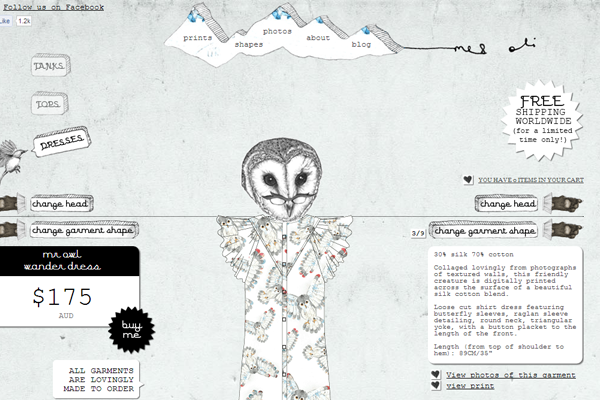 Follow us on Facebook
Like 1.2k
prints
shapes
photos
about
blog
TANKS
TOPS
DRESSES
FREE
SHIPPING
WORLDWIDE
(for a limited
time only!)
YOU HAVE 0 ITEMS IN YOUR CART
change head
change head
change garment shape
3/9
change garment shape
mr owl
wander dress
$175
AUD
buy
me
ALL GARMENTS
ARE LOVINGLY
MADE TO ORDER
30% silk 70% cotton
Collaged lovingly from photographs
of textured walls, this friendly
creature is digitally printed
across the surface of a beautiful
silk cotton blend.
Loose cut shirt dress featuring
butterfly sleeves, raglan sleeve
detailing, round neck, triangular
yoke, with a button placket to the
length of the front.
Length (from top of shoulder to
hem): 89CM/35"
View photos of this garment
view print